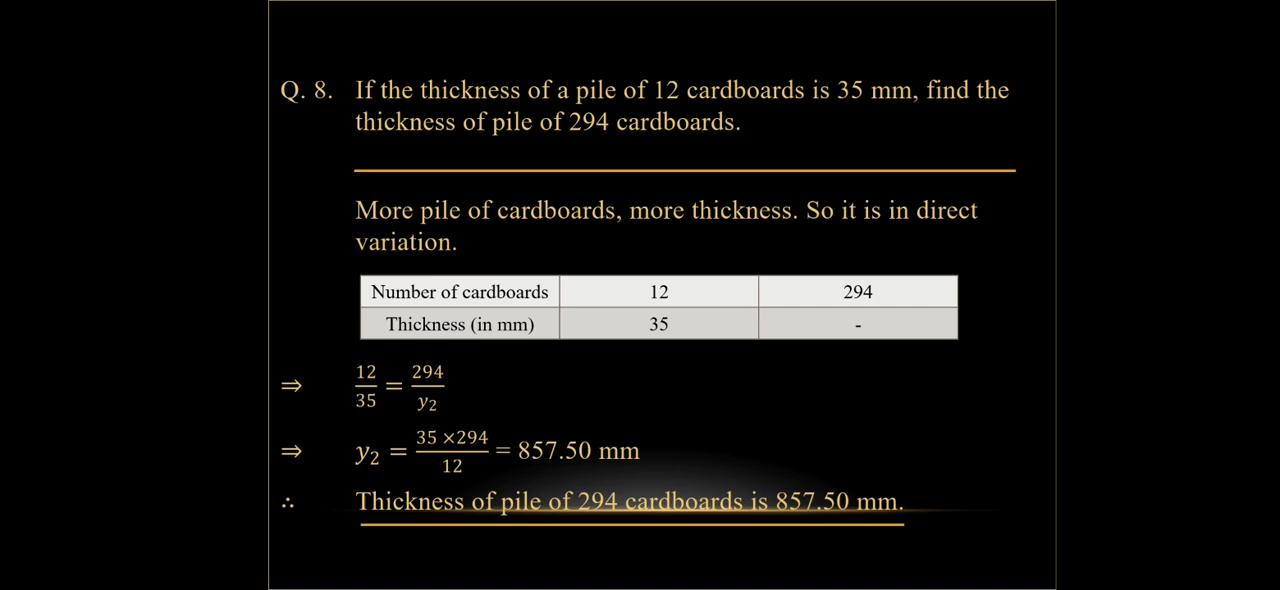 Q. 8. If the thickness of a pile of 12 cardboards is 35 mm, find the
thickness of pile of 294 cardboards.
More pile of cardboards, more thickness. So it is in direct
variation.
Number of cardboards 12 294
Thickness (in mm) 35 -
⇒ 12/35 = 294/y₂
⇒ y₂ = 35 ×294/12 = 857.50 mm
∴ Thickness of pile of 294 cardboards is 857.50 mm.